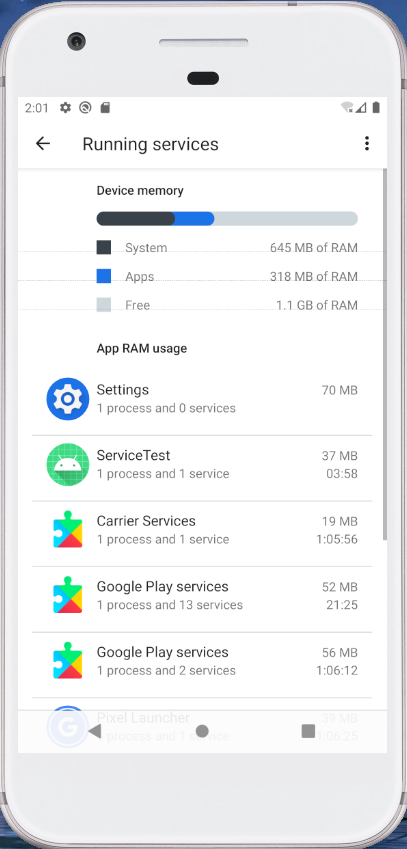 2:01
Running services
Device memory
System 645 MB of RAM
Apps 318 MB of RAM
Free 1.1 GB of RAM
App RAM usage
Settings 70 MB
1 process and 0 services
ServiceTest 37 MB
1 process and 1 service 03:58
Carrier Services 19 MB
1 process and 1 service 1:05:56
Google Play services 52 MB
1 process and 13 services 21:25
Google Play services 56 MB
1 process and 2 services 1:06:12
Pixel Launcher 39 MB
1 process and 1 service 1:06:25